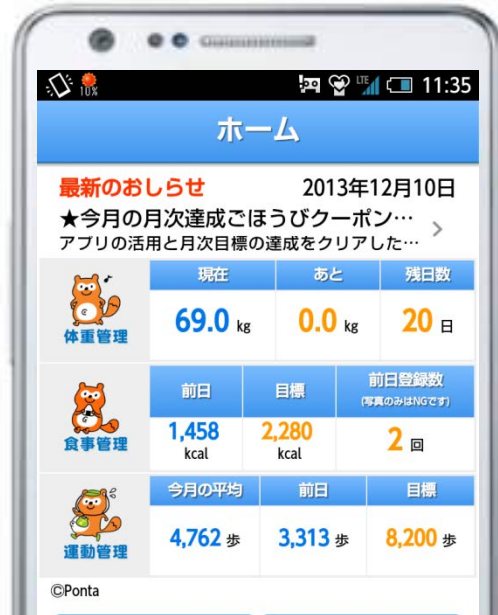 10%
LTE
11:35
ホーム
最新のおしらせ 2013年12月10日
★今月の月次達成ごほうびクーポン…
アプリの活用と月次目標の達成をクリアした…
体重管理
現在 あと 残日数
69.0 kg 0.0 kg 20 日
食事管理
前日 目標 前日登録数
(写真のみはNGです)
1,458 kcal 2,280 kcal 2 回
運動管理
今月の平均 前日 目標
4,762 歩 3,313 歩 8,200 歩
©Ponta